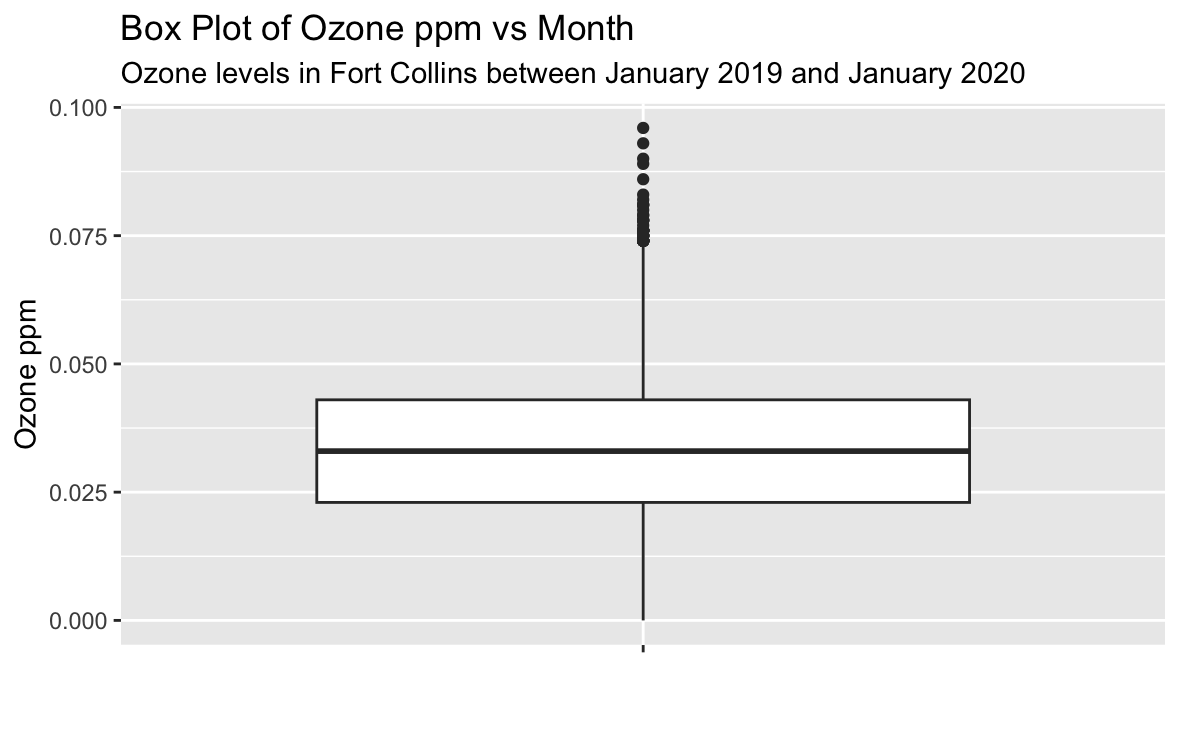 Box Plot of Ozone ppm vs Month
Ozone levels in Fort Collins between January 2019 and January 2020
0.100
0.075
0.050
0.025
0.000
Ozone ppm